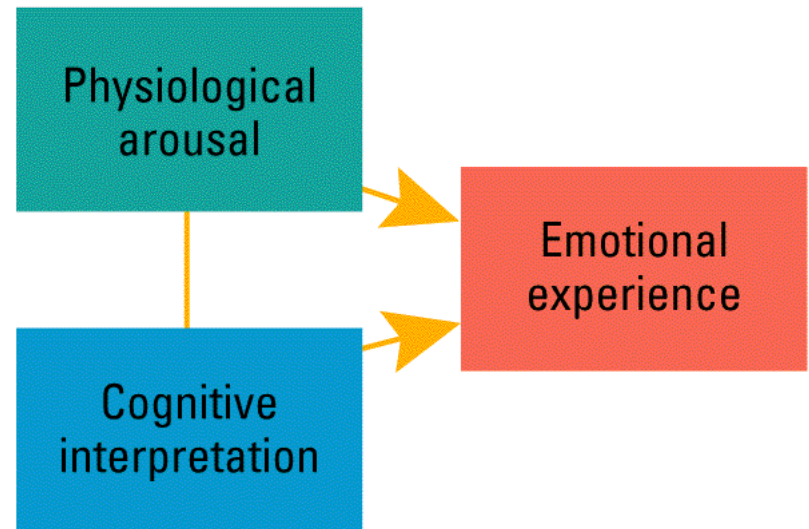 Physiological
arousal
Emotional
experience
Cognitive
interpretation